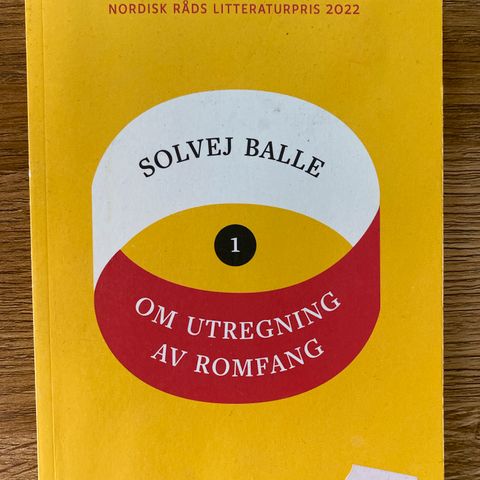 NORDISK RÅDS LITTERATURPRIS 2022
SOLVEJ BALLE
1
OM UTREGNING
AV ROMFANG